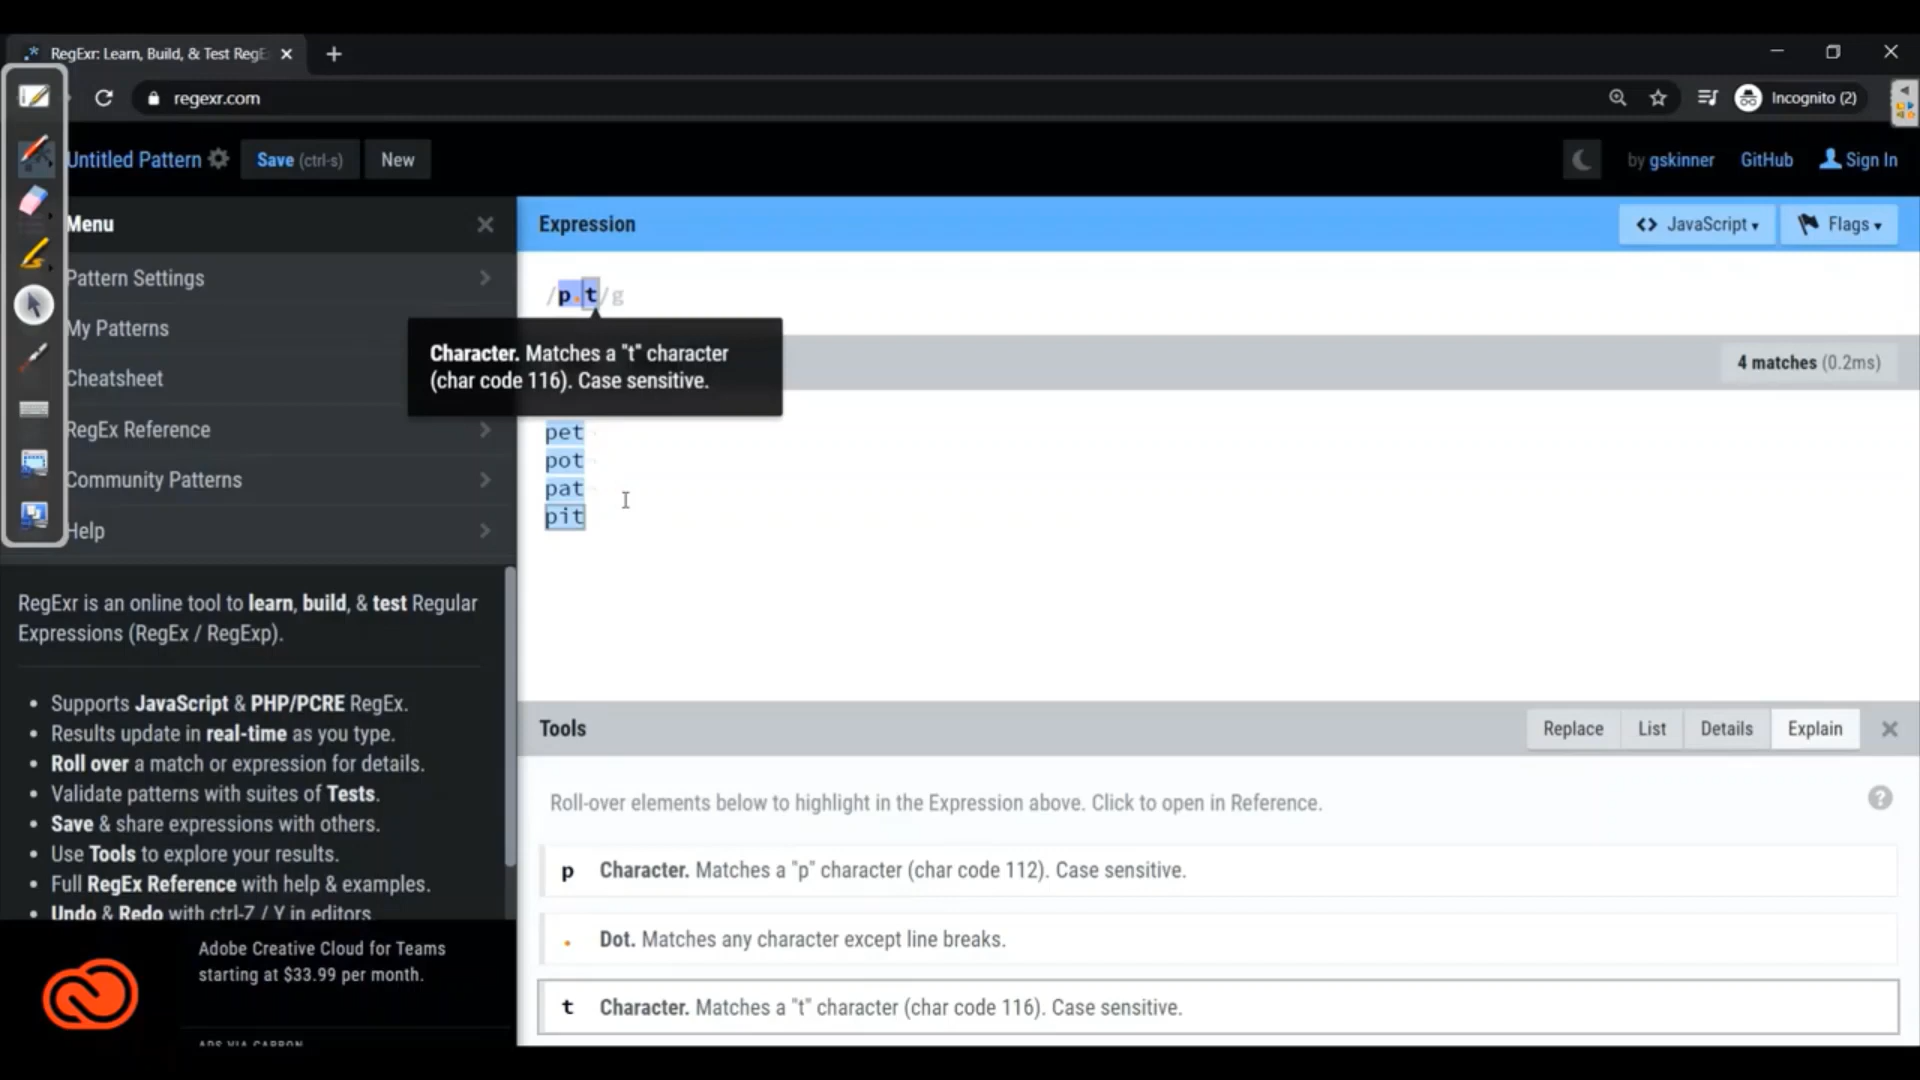 RegExr: Learn, Build, & Test RegE
regexr.com
Incognito (2)
Untitled Pattern
Save (ctrl-s)
New
by gskinner
GitHub
Sign In
Menu
Pattern Settings
My Patterns
Cheatsheet
RegEx Reference
Community Patterns
Help
RegExr is an online tool to learn, build, & test Regular
Expressions (RegEx / RegExp).
• Supports JavaScript & PHP/PCRE RegEx.
• Results update in real-time as you type.
• Roll over a match or expression for details.
• Validate patterns with suites of Tests.
• Save & share expressions with others.
• Use Tools to explore your results.
• Full RegEx Reference with help & examples.
• Undo & Redo with ctrl-Z / Y in editors
Adobe Creative Cloud for Teams
starting at $33.99 per month.
ADS VIA CARBON
Expression
<> JavaScript
Flags
/p.t/g
Character. Matches a "t" character
(char code 116). Case sensitive.
4 matches (0.2ms)
pet
pot
pat
pit
Tools
Replace
List
Details
Explain
Roll-over elements below to highlight in the Expression above. Click to open in Reference.
p Character. Matches a "p" character (char code 112). Case sensitive.
. Dot. Matches any character except line breaks.
t Character. Matches a "t" character (char code 116). Case sensitive.